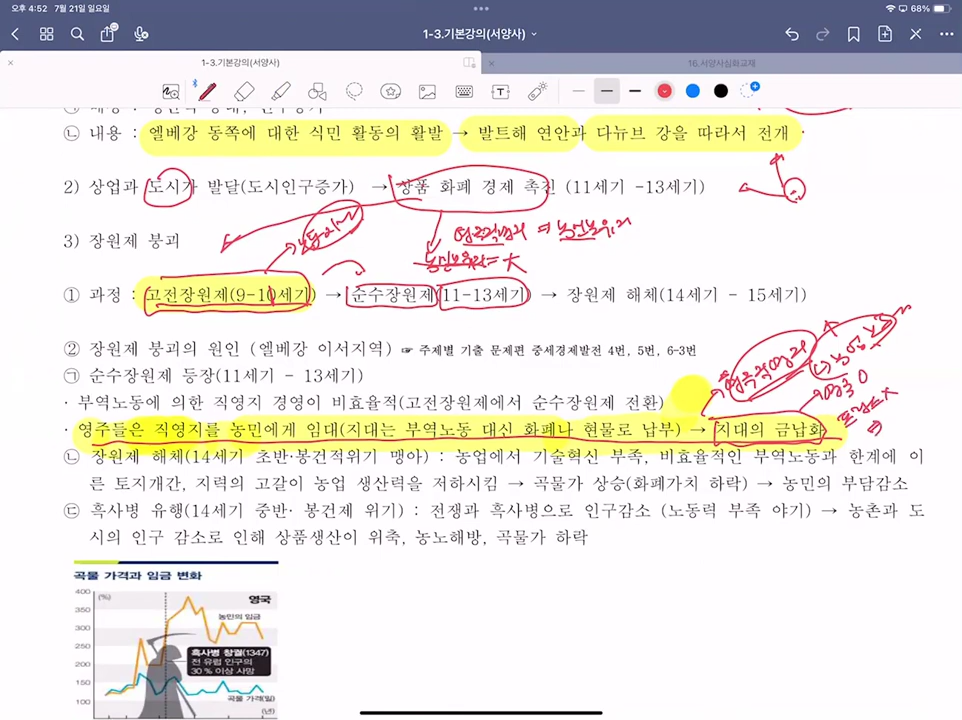 오후 4:52 7월 21일 일요일
68%
1-3.기본강의(서양사)
1-3.기본강의(서양사)
16.서양사심화교재
㉡ 내용 : 엘베강 동쪽에 대한 식민 활동의 활발 → 발트해 연안과 다뉴브 강을 따라서 전개 ·
2) 상업과 도시가 발달(도시인구증가) → 상품 화폐 경제 촉진 (11세기 -13세기)
3) 장원제 붕괴
① 과정 : 고전장원제(9-10세기) → 순수장원제(11-13세기) → 장원제 해체(14세기 - 15세기)
② 장원제 붕괴의 원인 (엘베강 이서지역) ☞ 주제별 기출 문제편 중세경제발전 4번, 5번, 6-3번
㉠ 순수장원제 등장(11세기 - 13세기)
· 부역노동에 의한 직영지 경영이 비효율적(고전장원제에서 순수장원제 전환)
· 영주들은 직영지를 농민에게 임대(지대는 부역노동 대신 화폐나 현물로 납부) → 지대의 금납화
㉡ 장원제 해체(14세기 초반·봉건적위기 맹아) : 농업에서 기술혁신 부족, 비효율적인 부역노동과 한계에 이
른 토지개간, 지력의 고갈이 농업 생산력을 저하시킴 → 곡물가 상승(화폐가치 하락) → 농민의 부담감소
㉢ 흑사병 유행(14세기 중반· 봉건제 위기) : 전쟁과 흑사병으로 인구감소 (노동력 부족 야기) → 농촌과 도
시의 인구 감소로 인해 상품생산이 위축, 농노해방, 곡물가 하락
곡물 가격과 임금 변화
400 (%)
영국
350
농민의 임금
300
250
흑사병 창궐(1347)
200
전 유럽 인구의
30% 이상 사망
150
곡물 가격(밀)
100
(년)